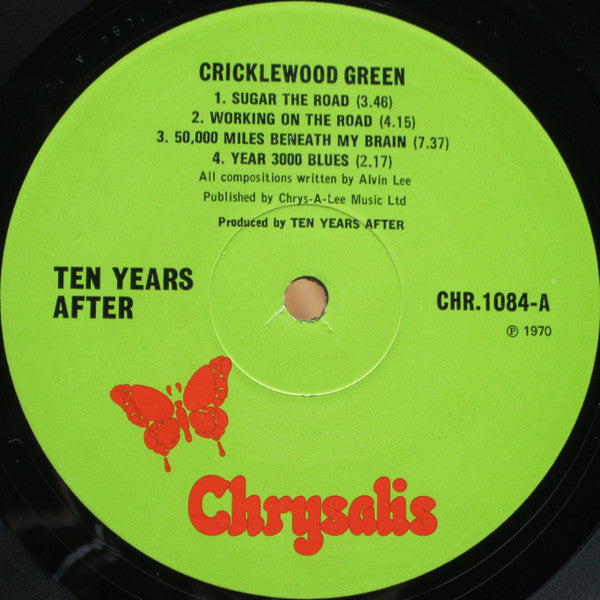 CRICKLEWOOD GREEN
1. SUGAR THE ROAD (3.46)
2. WORKING ON THE ROAD (4.15)
3. 50,000 MILES BENEATH MY BRAIN (7.37)
4. YEAR 3000 BLUES (2.17)
All compositions written by Alvin Lee
Published by Chrys-A-Lee Music Ltd
Produced by TEN YEARS AFTER
TEN YEARS
AFTER
CHR.1084-A
℗ 1970
Chrysalis